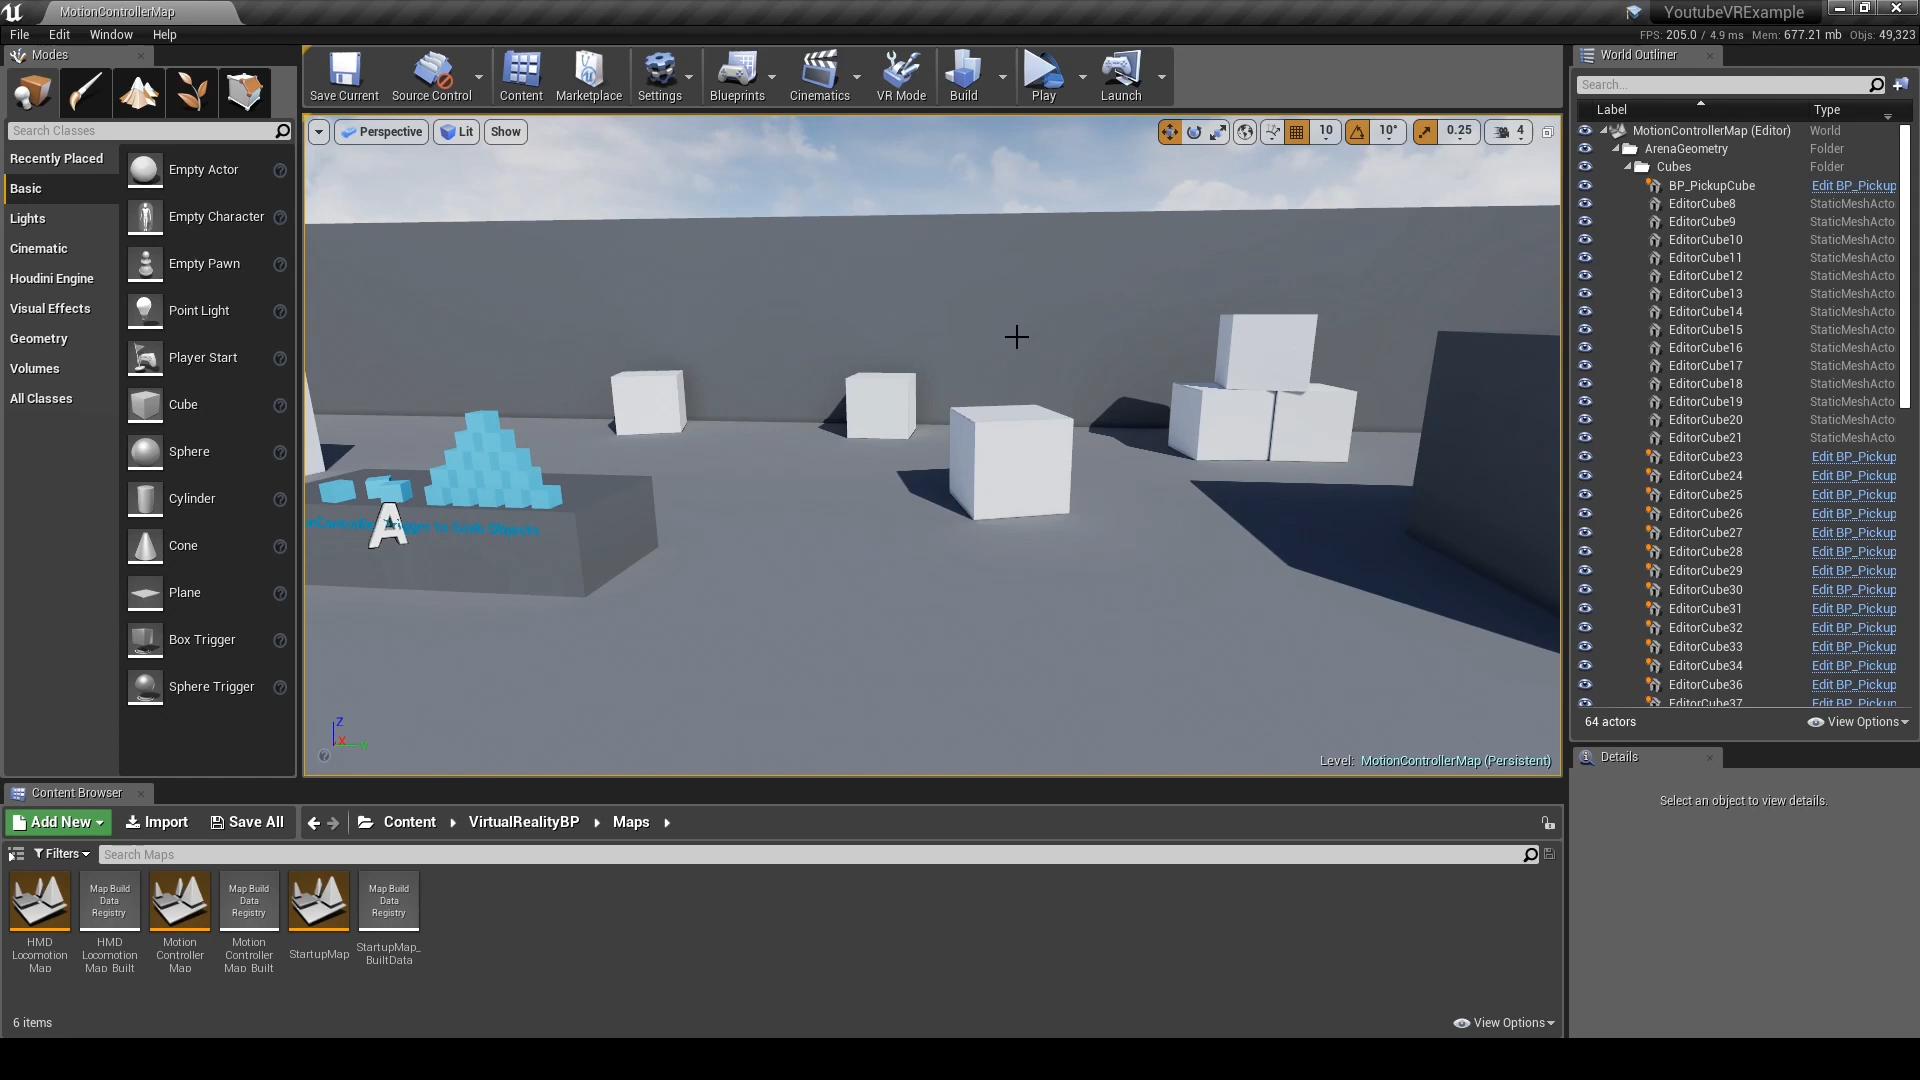 MotionControllerMap
YoutubeVRExample
File Edit Window Help
FPS: 205.0 / 4.9 ms Mem: 677.21 mb Objs: 49,323
Modes
Search Classes
Recently Placed
Basic
Lights
Cinematic
Houdini Engine
Visual Effects
Geometry
Volumes
All Classes
Empty Actor
Empty Character
Empty Pawn
Point Light
Player Start
Cube
Sphere
Cylinder
Cone
Plane
Box Trigger
Sphere Trigger
Save Current Source Control Content Marketplace Settings Blueprints Cinematics VR Mode Build Play Launch
Perspective Lit Show
10 10° 0.25 4
Trigger to Grab Objects
A
Z
X
Level: MotionControllerMap (Persistent)
World Outliner
Search...
Label Type
MotionControllerMap (Editor) World
ArenaGeometry Folder
Cubes Folder
BP_PickupCube Edit BP_Pickup
EditorCube8 StaticMeshActo
EditorCube9 StaticMeshActo
EditorCube10 StaticMeshActo
EditorCube11 StaticMeshActo
EditorCube12 StaticMeshActo
EditorCube13 StaticMeshActo
EditorCube14 StaticMeshActo
EditorCube15 StaticMeshActo
EditorCube16 StaticMeshActo
EditorCube17 StaticMeshActo
EditorCube18 StaticMeshActo
EditorCube19 StaticMeshActo
EditorCube20 StaticMeshActo
EditorCube21 StaticMeshActo
EditorCube23 Edit BP_Pickup
EditorCube24 Edit BP_Pickup
EditorCube25 Edit BP_Pickup
EditorCube26 Edit BP_Pickup
EditorCube27 Edit BP_Pickup
EditorCube28 Edit BP_Pickup
EditorCube29 Edit BP_Pickup
EditorCube30 Edit BP_Pickup
EditorCube31 Edit BP_Pickup
EditorCube32 Edit BP_Pickup
EditorCube33 Edit BP_Pickup
EditorCube34 Edit BP_Pickup
EditorCube36 Edit BP_Pickup
EditorCube37 Edit BP_Pickup
64 actors View Options
Details
Select an object to view details.
Content Browser
Add New Import Save All Content VirtualRealityBP Maps
Filters Search Maps
Map Build
Data
Registry
Map Build
Data
Registry
Map Build
Data
Registry
HMD
Locomotion
Map
HMD
Locomotion
Map_Built
Motion
Controller
Map
Motion
Controller
Map_Built
StartupMap
StartupMap_
BuiltData
6 items View Options